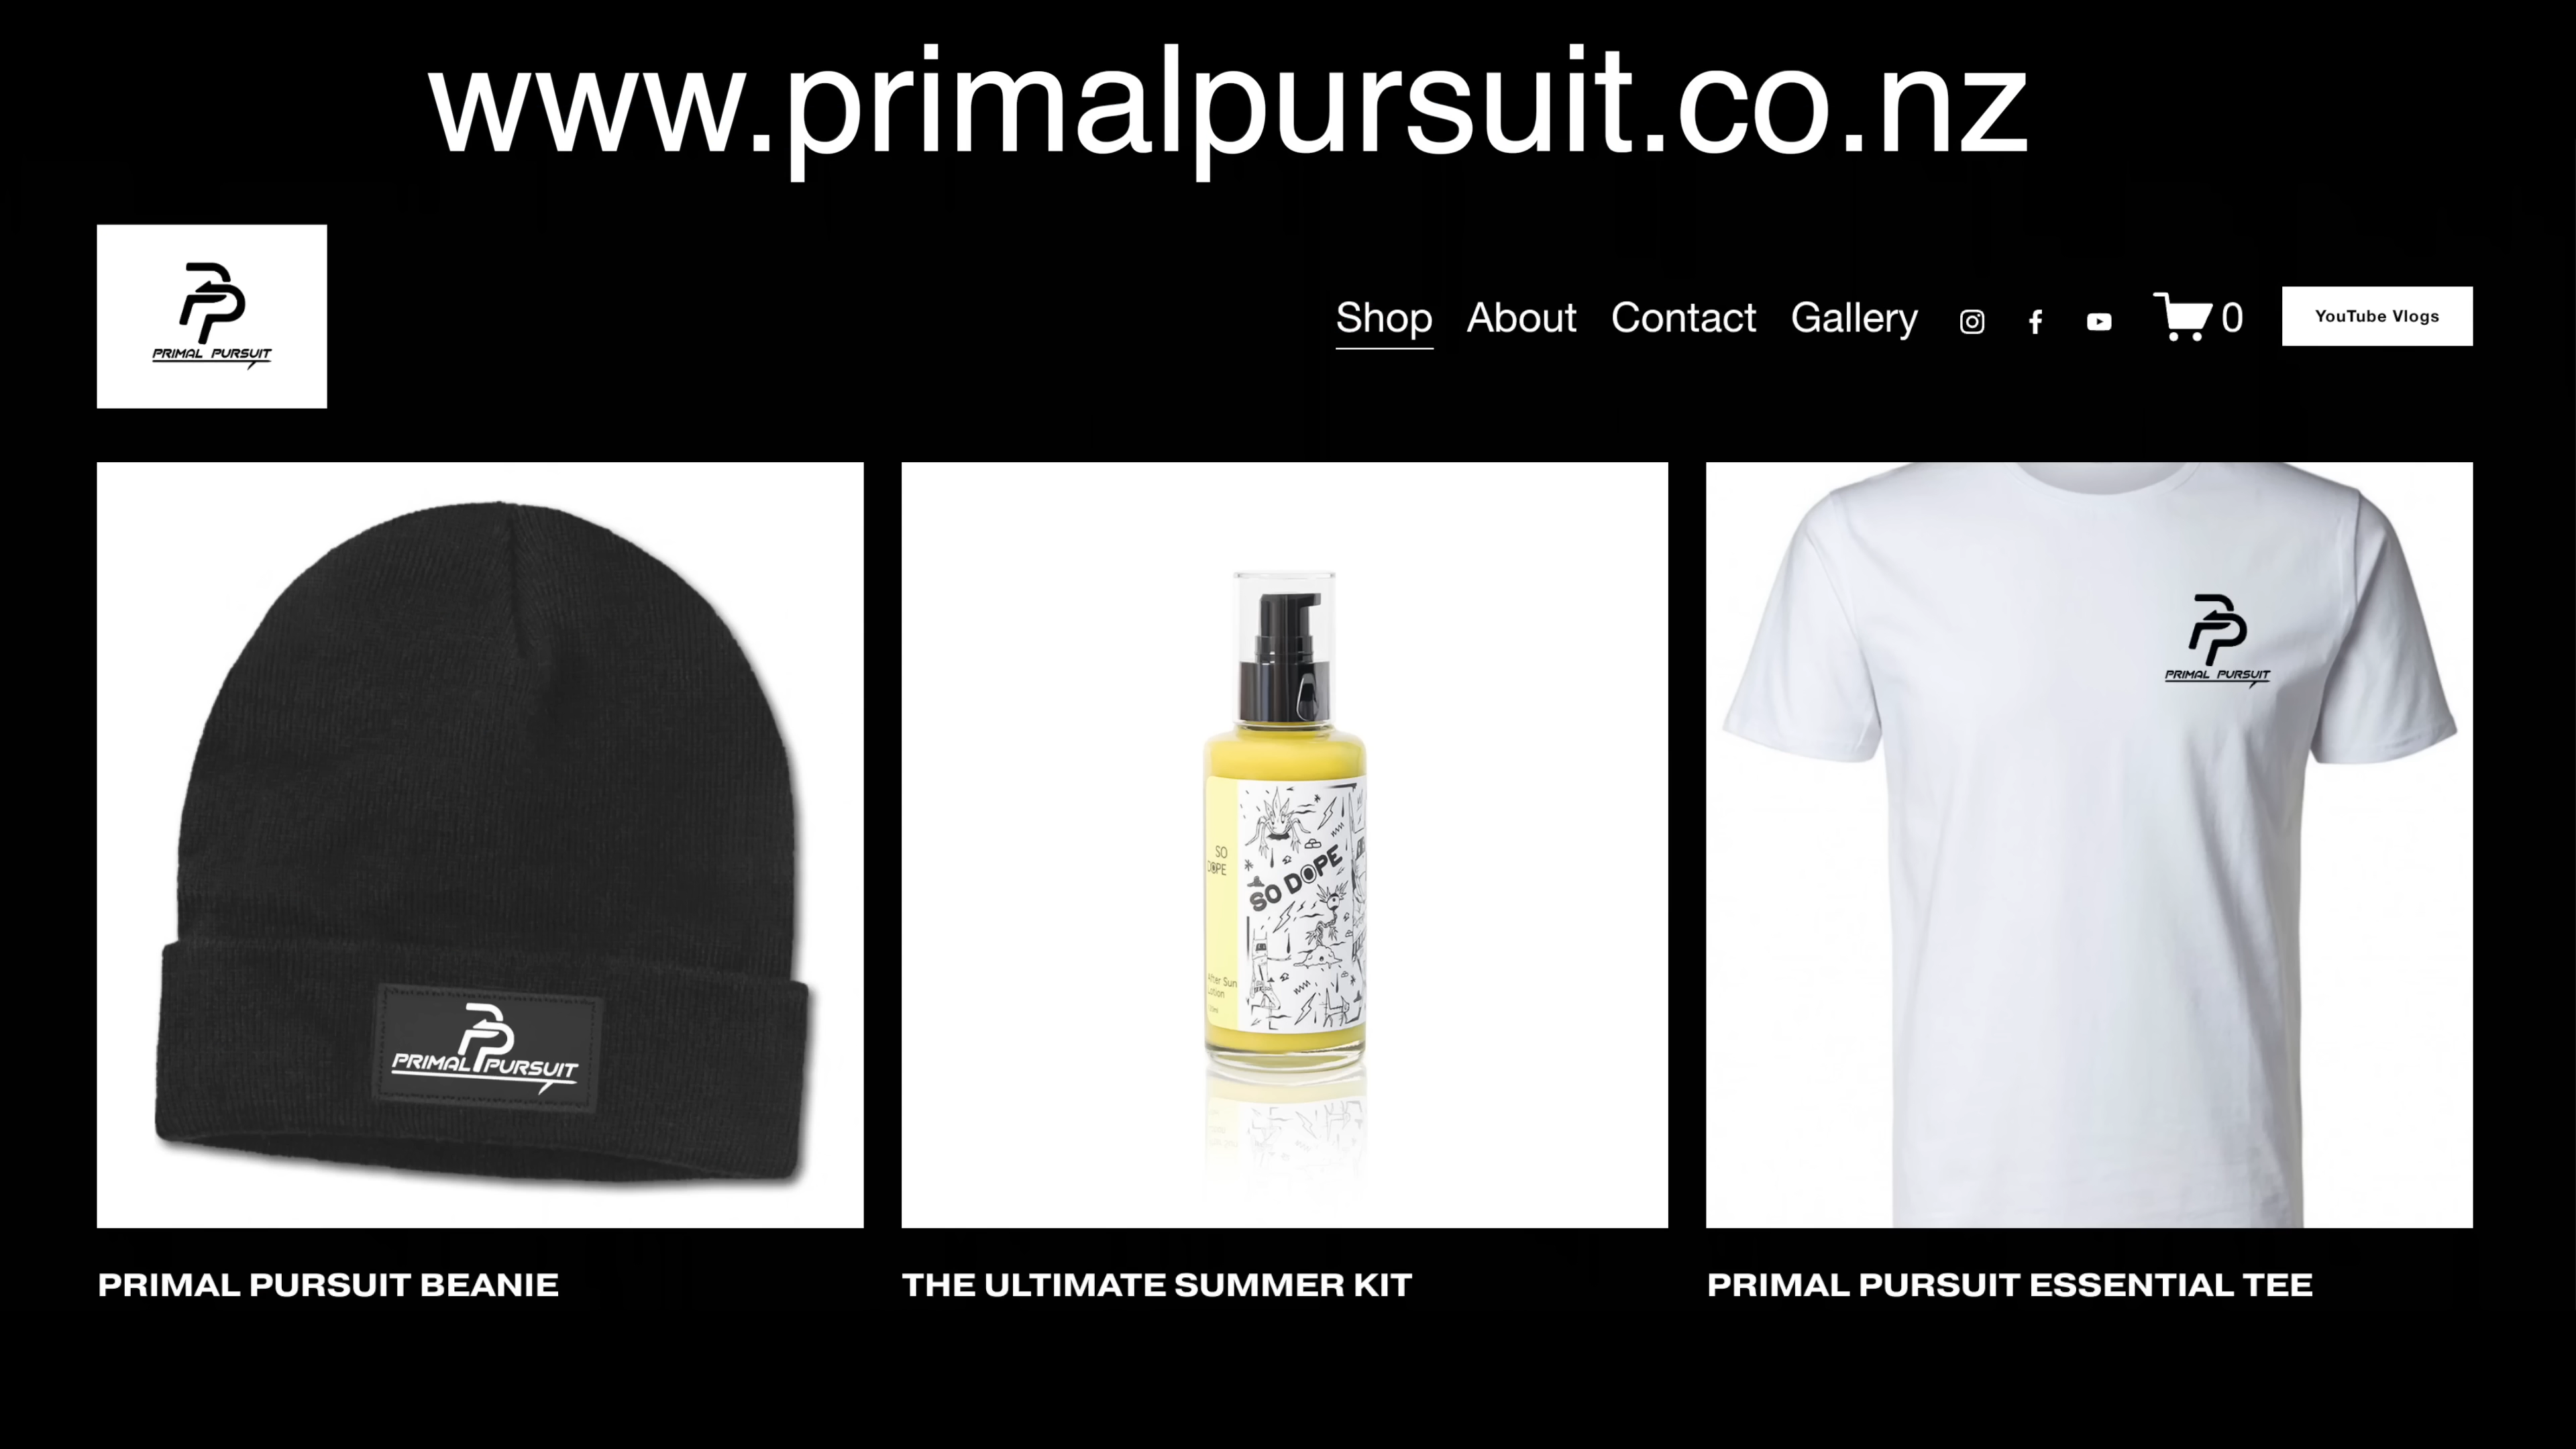 www.primalpursuit.co.nz
PRIMAL PURSUIT
Shop About Contact Gallery 0 YouTube Vlogs
PRIMAL PURSUIT
SO
DOPE
SO DOPE
After Sun
Lotion
PRIMAL PURSUIT
PRIMAL PURSUIT BEANIE
THE ULTIMATE SUMMER KIT
PRIMAL PURSUIT ESSENTIAL TEE